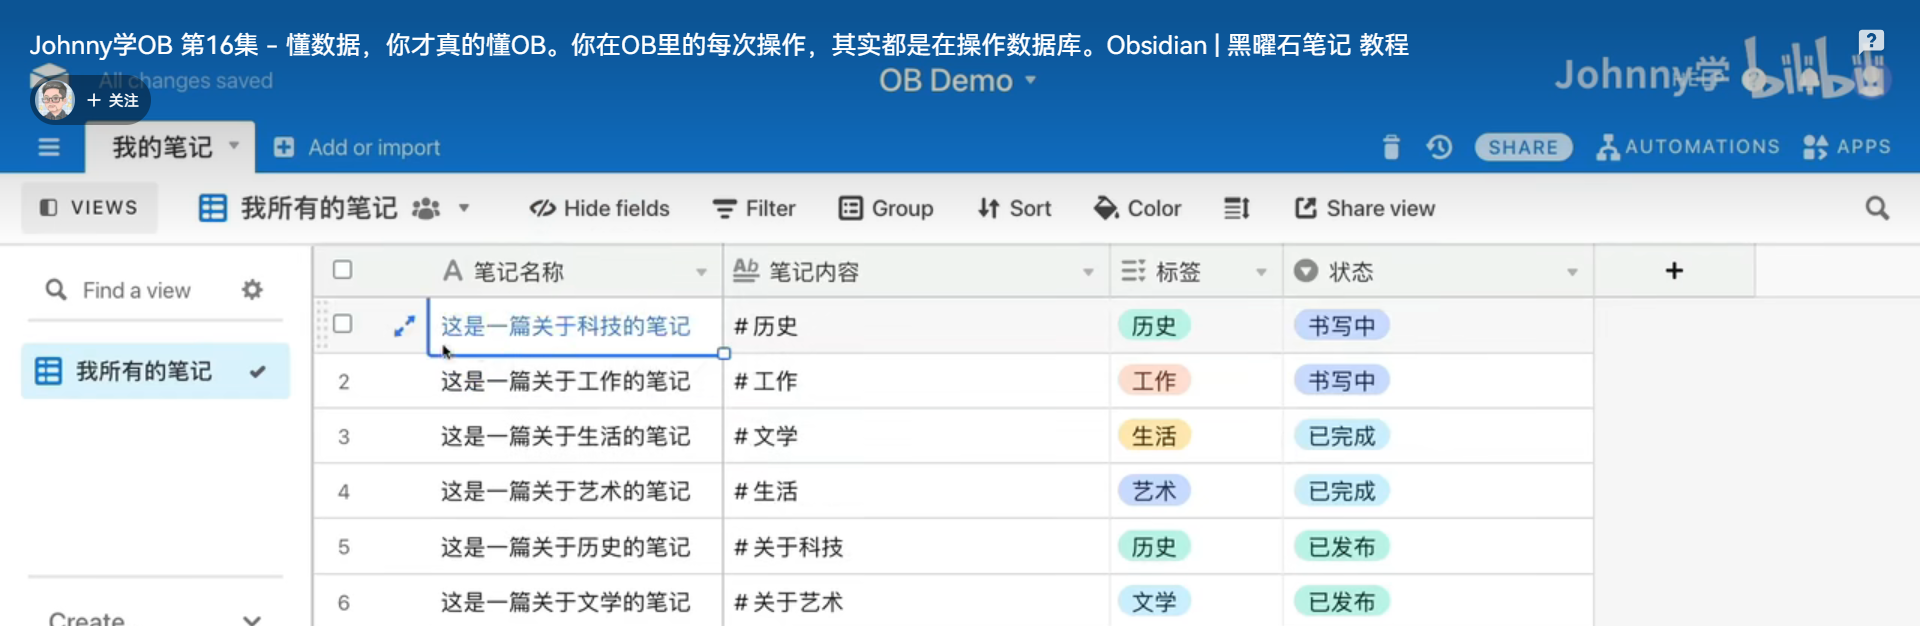 Johnny学OB 第16集 - 懂数据，你才真的懂OB。你在OB里的每次操作，其实都是在操作数据库。Obsidian | 黑曜石笔记 教程
All changes saved
OB Demo
Johnny学
bilibili
+ 关注
我的笔记
Add or import
SHARE
AUTOMATIONS
APPS
VIEWS
我所有的笔记
Hide fields
Filter
Group
Sort
Color
Share view
Find a view
A 笔记名称
Ab 笔记内容
标签
状态
+
这是一篇关于科技的笔记
# 历史
历史
书写中
我所有的笔记
2
这是一篇关于工作的笔记
# 工作
工作
书写中
3
这是一篇关于生活的笔记
# 文学
生活
已完成
4
这是一篇关于艺术的笔记
# 生活
艺术
已完成
5
这是一篇关于历史的笔记
# 关于科技
历史
已发布
6
这是一篇关于文学的笔记
# 关于艺术
文学
已发布
Create